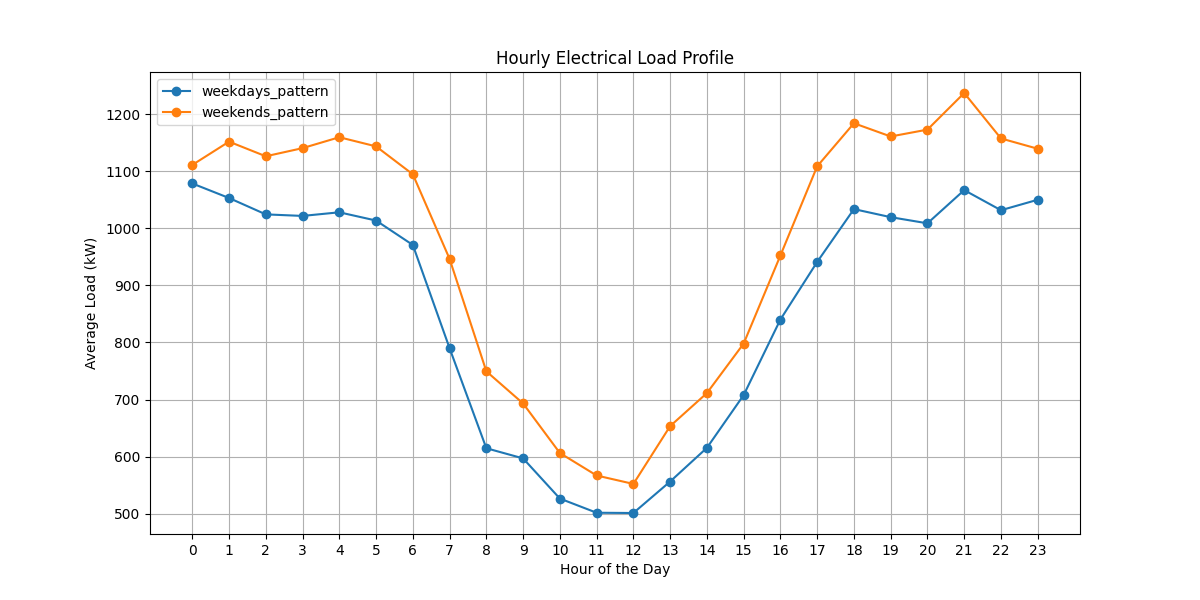 Hourly Electrical Load Profile
weekdays_pattern
weekends_pattern
Average Load (kW)
1200
1100
1000
900
800
700
600
500
0 1 2 3 4 5 6 7 8 9 10 11 12 13 14 15 16 17 18 19 20 21 22 23
Hour of the Day